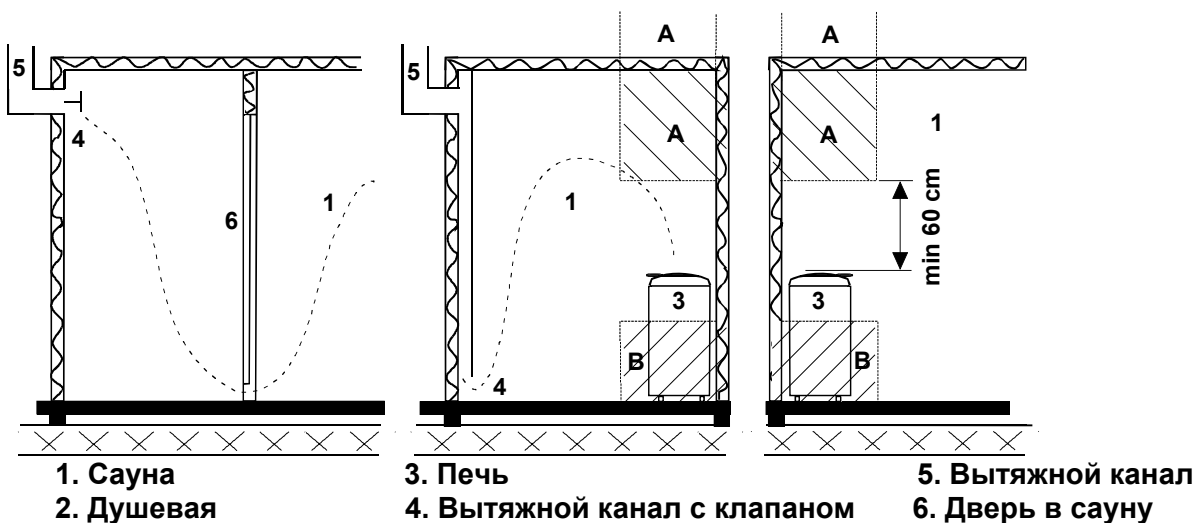 A A
5 5
A A 1
4
1 1
6
min 60 cm
3 3
B B
4
1. Сауна 3. Печь 5. Вытяжной канал
2. Душевая 4. Вытяжной канал с клапаном 6. Дверь в сауну